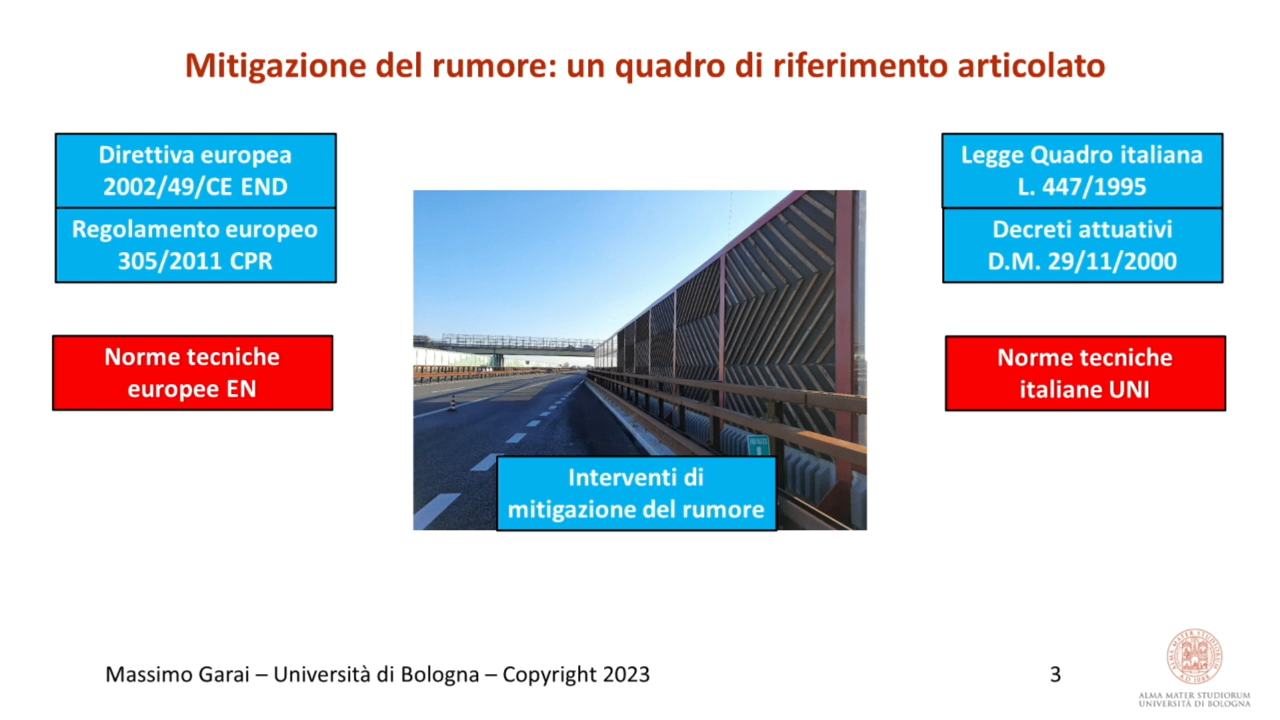 Mitigazione del rumore: un quadro di riferimento articolato
Direttiva europea
2002/49/CE END
Regolamento europeo
305/2011 CPR
Norme tecniche
europee EN
Interventi di
mitigazione del rumore
Legge Quadro italiana
L. 447/1995
Decreti attuativi
D.M. 29/11/2000
Norme tecniche
italiane UNI
Massimo Garai – Università di Bologna – Copyright 2023
3
ALMA MATER STUDIORUM
UNIVERSITÀ DI BOLOGNA